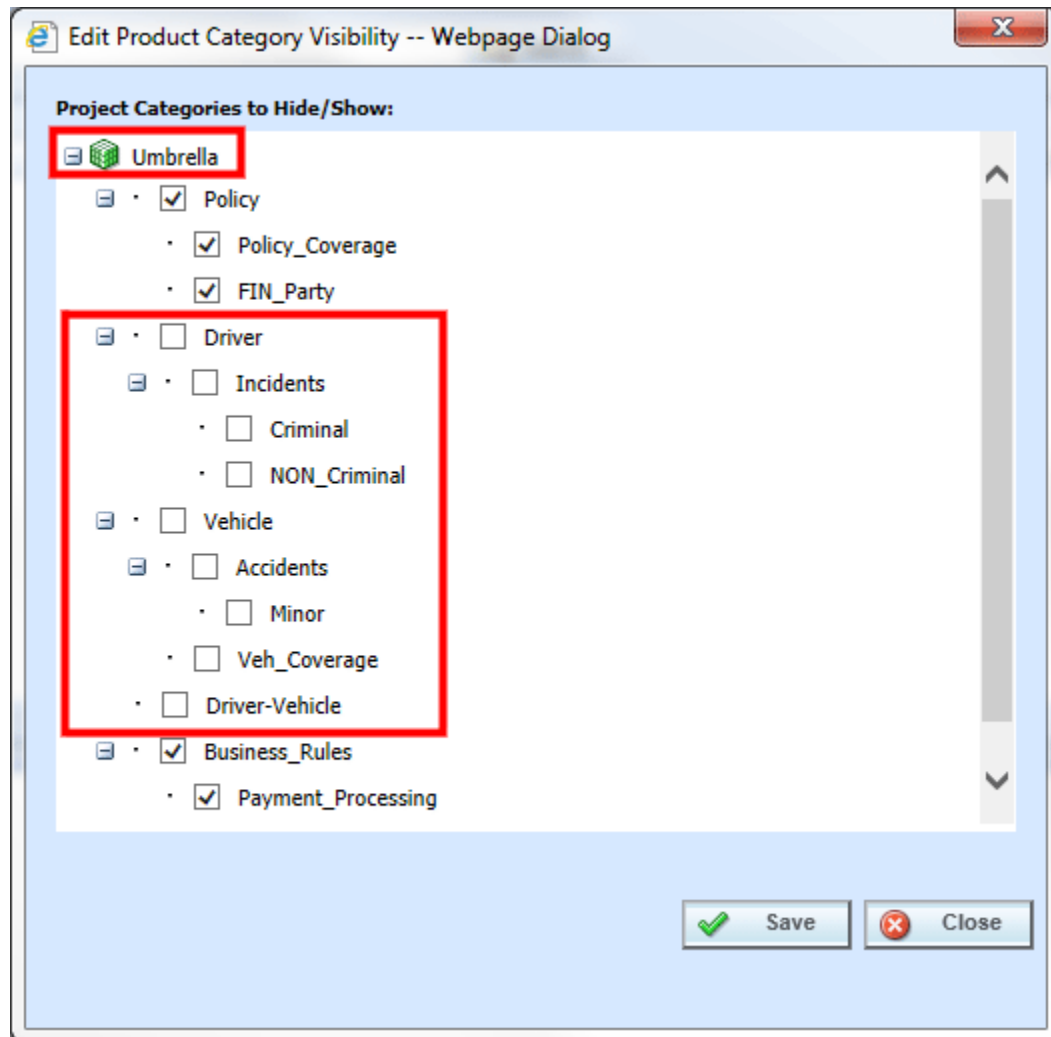 Edit Product Category Visibility -- Webpage Dialog
Project Categories to Hide/Show:
Umbrella
Policy
Policy_Coverage
FIN_Party
Driver
Incidents
Criminal
NON_Criminal
Vehicle
Accidents
Minor
Veh_Coverage
Driver-Vehicle
Business_Rules
Payment_Processing
Save
Close